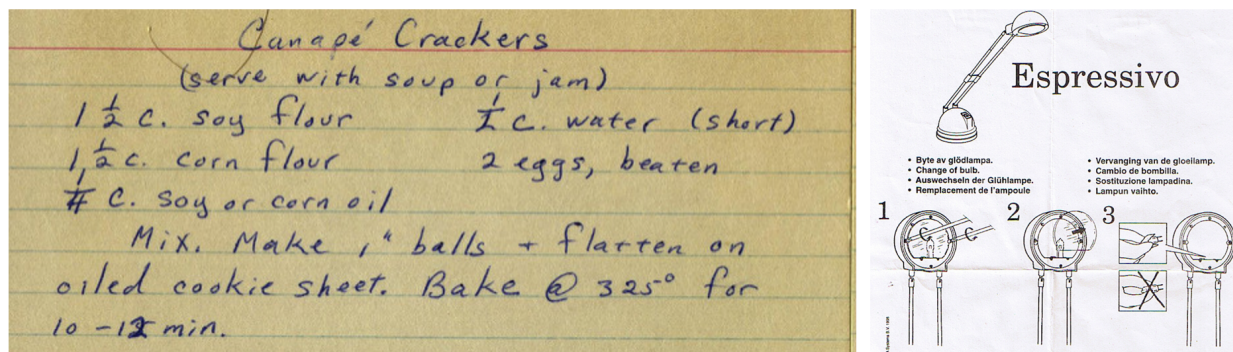 Canapé Crackers
(serve with soup or jam)
1 1/2 c. soy flour
c. water (short)
1 1/2 c. corn flour
2 eggs, beaten
1/4 c. soy or corn oil
Mix. Make 1" balls + flatten on
oiled cookie sheet. Bake @ 325° for
10-12 min.
Espressivo
• Byte av glödlampa.
• Change of bulb.
• Auswechseln der Glühlampe.
• Remplacement de l'ampoule
• Vervanging van de gloeilamp.
• Cambio de bombilla.
• Sostituzione lampadina.
• Lampun vaihto.
1 2 3